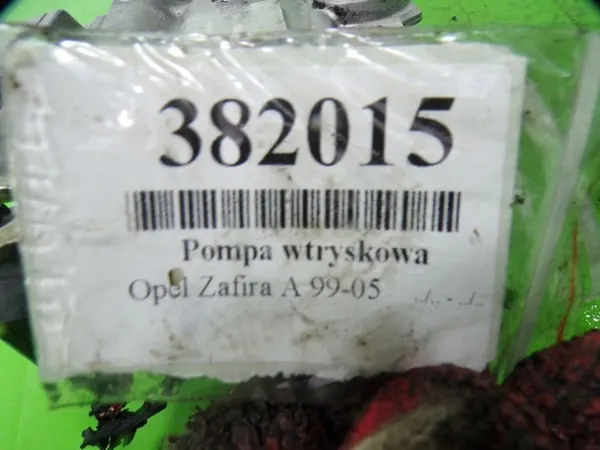 382015
Pompa wtryskowa
Opel Zafira A 99-05 ../.. - ../..